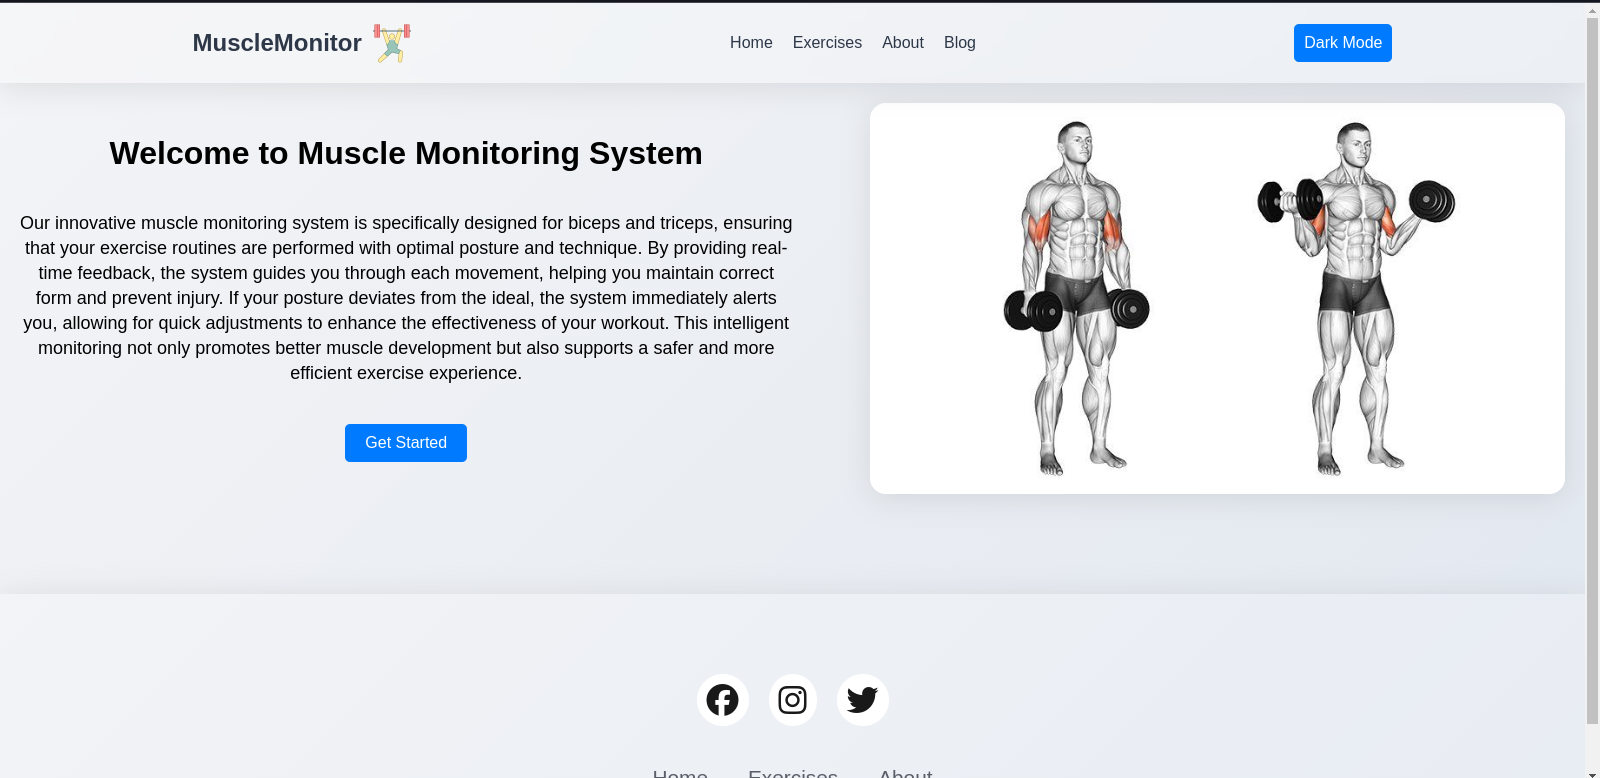 MuscleMonitor
Home Exercises About Blog
Dark Mode
Welcome to Muscle Monitoring System
Our innovative muscle monitoring system is specifically designed for biceps and triceps, ensuring
that your exercise routines are performed with optimal posture and technique. By providing real-
time feedback, the system guides you through each movement, helping you maintain correct
form and prevent injury. If your posture deviates from the ideal, the system immediately alerts
you, allowing for quick adjustments to enhance the effectiveness of your workout. This intelligent
monitoring not only promotes better muscle development but also supports a safer and more
efficient exercise experience.
Get Started
Home Exercises About